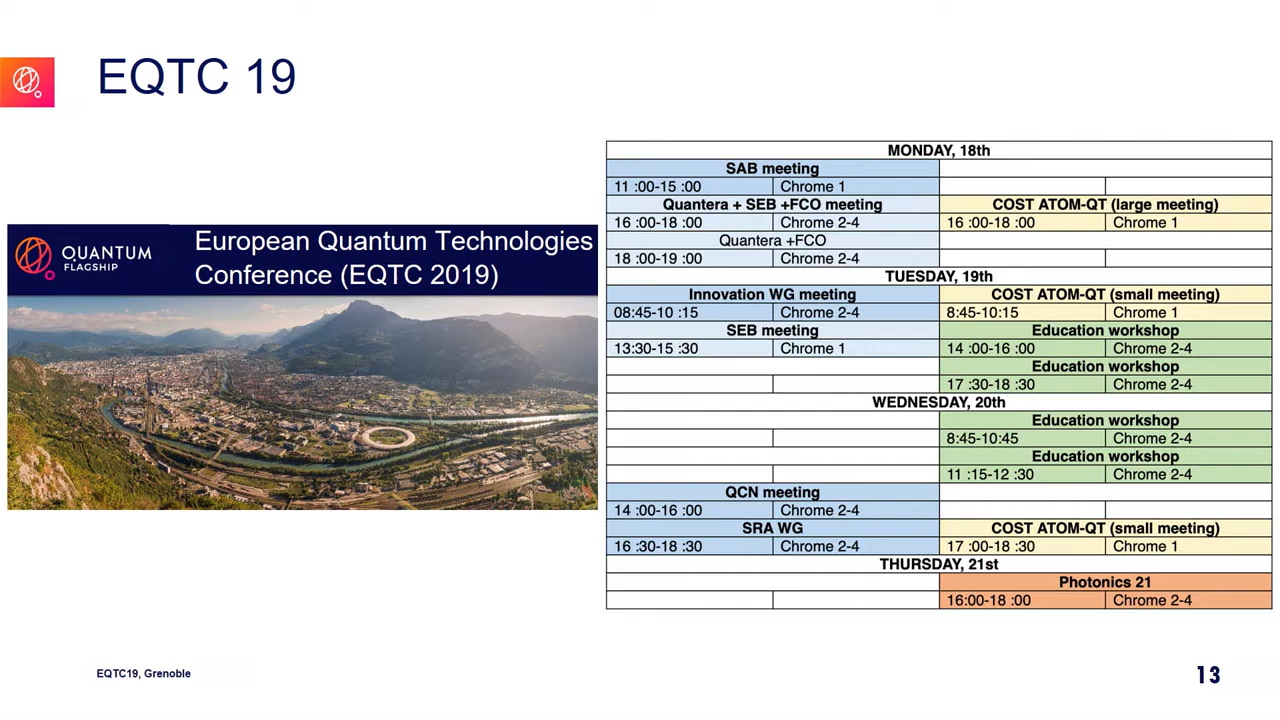 EQTC 19
QUANTUM
FLAGSHIP
European Quantum Technologies
Conference (EQTC 2019)
MONDAY, 18th
SAB meeting
11 :00-15 :00 Chrome 1
Quantera + SEB +FCO meeting COST ATOM-QT (large meeting)
16 :00-18 :00 Chrome 2-4 16 :00-18 :00 Chrome 1
Quantera +FCO
18 :00-19 :00 Chrome 2-4
TUESDAY, 19th
Innovation WG meeting COST ATOM-QT (small meeting)
08:45-10 :15 Chrome 2-4 8:45-10:15 Chrome 1
SEB meeting Education workshop
13:30-15 :30 Chrome 1 14 :00-16 :00 Chrome 2-4
Education workshop
17 :30-18 :30 Chrome 2-4
WEDNESDAY, 20th
Education workshop
8:45-10:45 Chrome 2-4
Education workshop
11 :15-12 :30 Chrome 2-4
QCN meeting
14 :00-16 :00 Chrome 2-4
SRA WG COST ATOM-QT (small meeting)
16 :30-18 :30 Chrome 2-4 17 :00-18 :30 Chrome 1
THURSDAY, 21st
Photonics 21
16:00-18 :00 Chrome 2-4
EQTC19, Grenoble
13